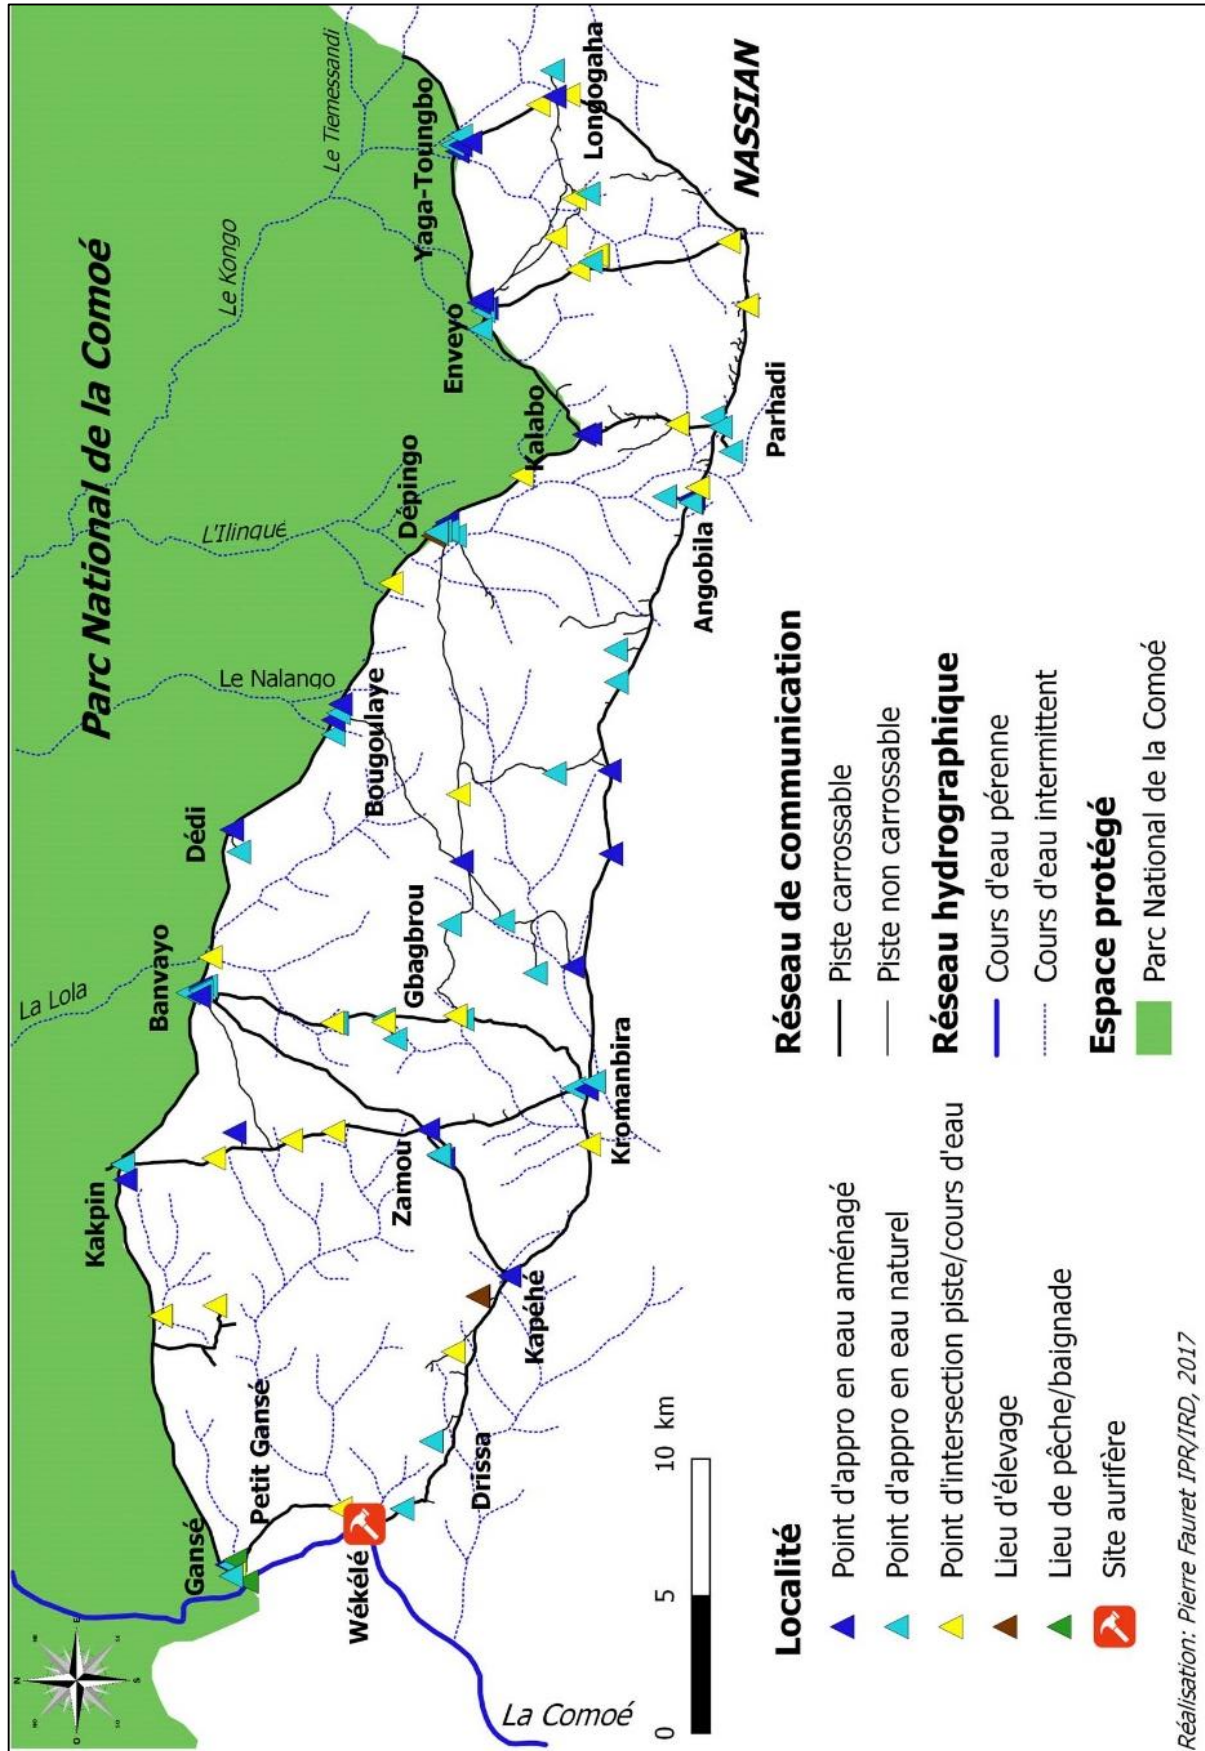 Parc National de la Comoé
Le Tiemessandi
Le Kongo
L'Ilinqué
Le Nalango
La Lola
Yaga-Toungbo
Longogaha
NASSIAN
Enveyo
Kalabo
Parhadi
Dépingo
Angobila
Bougoulaye
Dédi
Banvayo
Gbagbrou
Kromanbira
Kakpin
Zamou
Kapéhé
Petit Gansé
Gansé
Drissa
Wékélé
La Comoé
N
E
S
O
0 5 10 km
Localité
Point d'appro en eau aménagé
Point d'appro en eau naturel
Point d'intersection piste/cours d'eau
Lieu d'élevage
Lieu de pêche/baignade
Site aurifère
Réseau de communication
Piste carrossable
Piste non carrossable
Réseau hydrographique
Cours d'eau pérenne
Cours d'eau intermittent
Espace protégé
Parc National de la Comoé
Réalisation: Pierre Fauret IPR/IRD, 2017